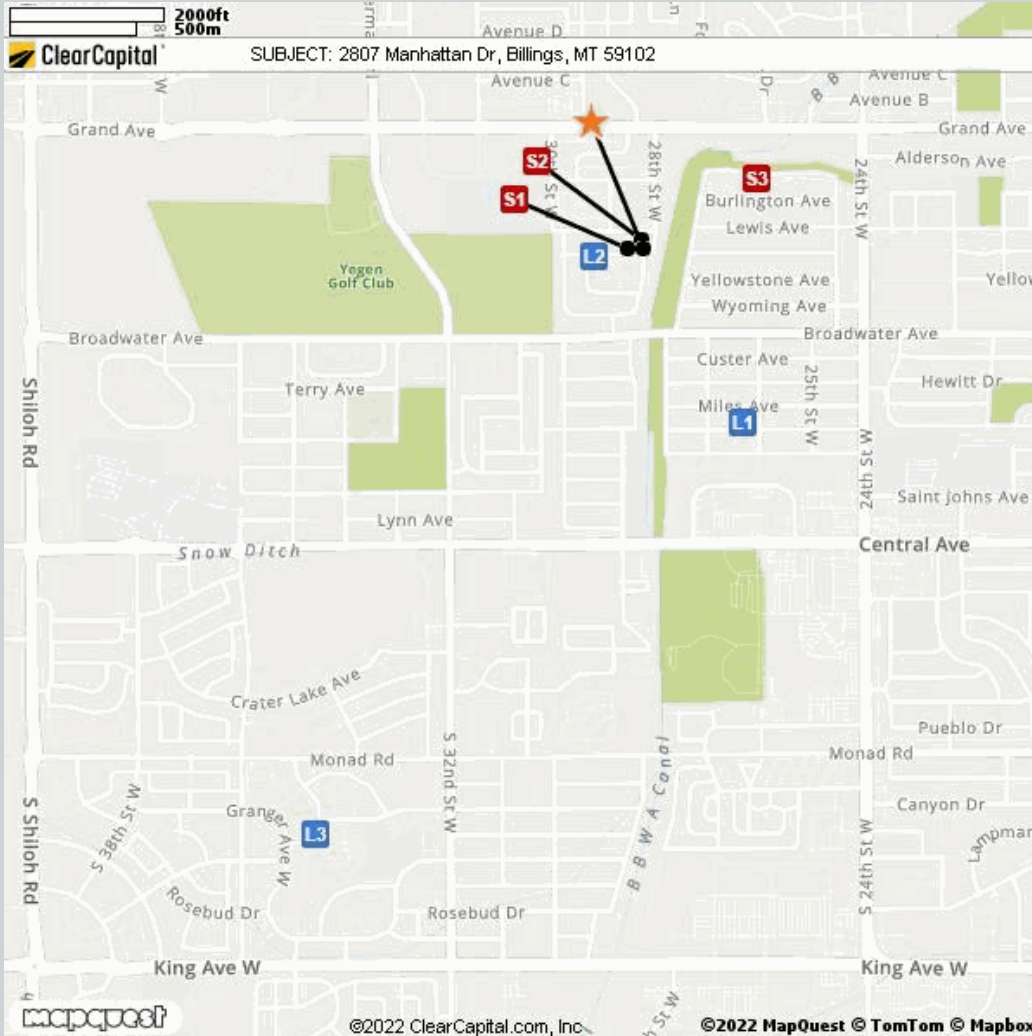 2000ft
500m
Avenue D
ClearCapital
SUBJECT: 2807 Manhattan Dr, Billings, MT 59102
W
Avenue C
Dr
B B
Avenue C
Avenue B
Grand Ave
Grand Ave
S2
28th St W
24th St W
Alderson Ave
S1
S3
Burlington Ave
Lewis Ave
L2
Yegen
Golf Club
Yellowstone Ave
Wyoming Ave
Broadwater Ave
Broadwater Ave
Shiloh Rd
Terry Ave
Custer Ave
25th St W
Hewitt Dr
Miles Ave
L1
24th St W
Saint Johns Ave
Lynn Ave
Snow Ditch
Central Ave
Crater Lake Ave
Monad Rd
S 32nd St W
B B W A Canal
Pueblo Dr
Monad Rd
S Shiloh Rd
S 38th St W
Granger Ave W
L3
Canyon Dr
S 24th St W
Rosebud Dr
Rosebud Dr
King Ave W
King Ave W
mapquest
©2022 ClearCapital.com, Inc
©2022 MapQuest © TomTom © Mapbo